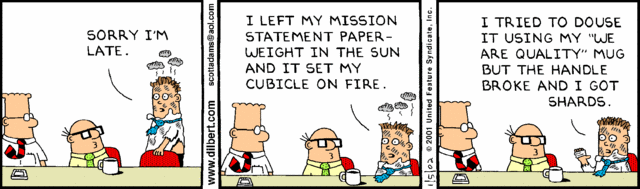 SORRY I'M
LATE.
www.dilbert.com
scottadams@aol.com
I LEFT MY MISSION
STATEMENT PAPER-
WEIGHT IN THE SUN
AND IT SET MY
CUBICLE ON FIRE.
1/5/02 © 2001 United Feature Syndicate, Inc.
I TRIED TO DOUSE
IT USING MY "WE
ARE QUALITY" MUG
BUT THE HANDLE
BROKE AND I GOT
SHARDS.